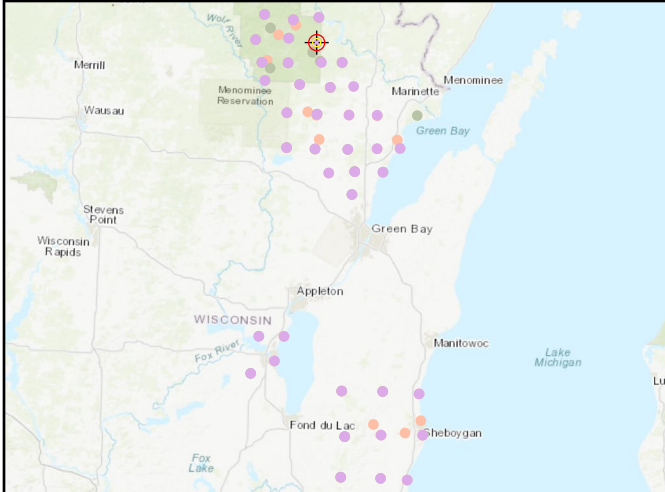 Wolf River
Merrill
Menominee
Menominee
Reservation
Marinette
Wausau
Green Bay
Stevens
Point
Green Bay
Wisconsin
Rapids
Appleton
WISCONSIN
Manitowoc
Fox River
Lake
Michigan
Lu
Fond du Lac
Sheboygan
Fox
Lake